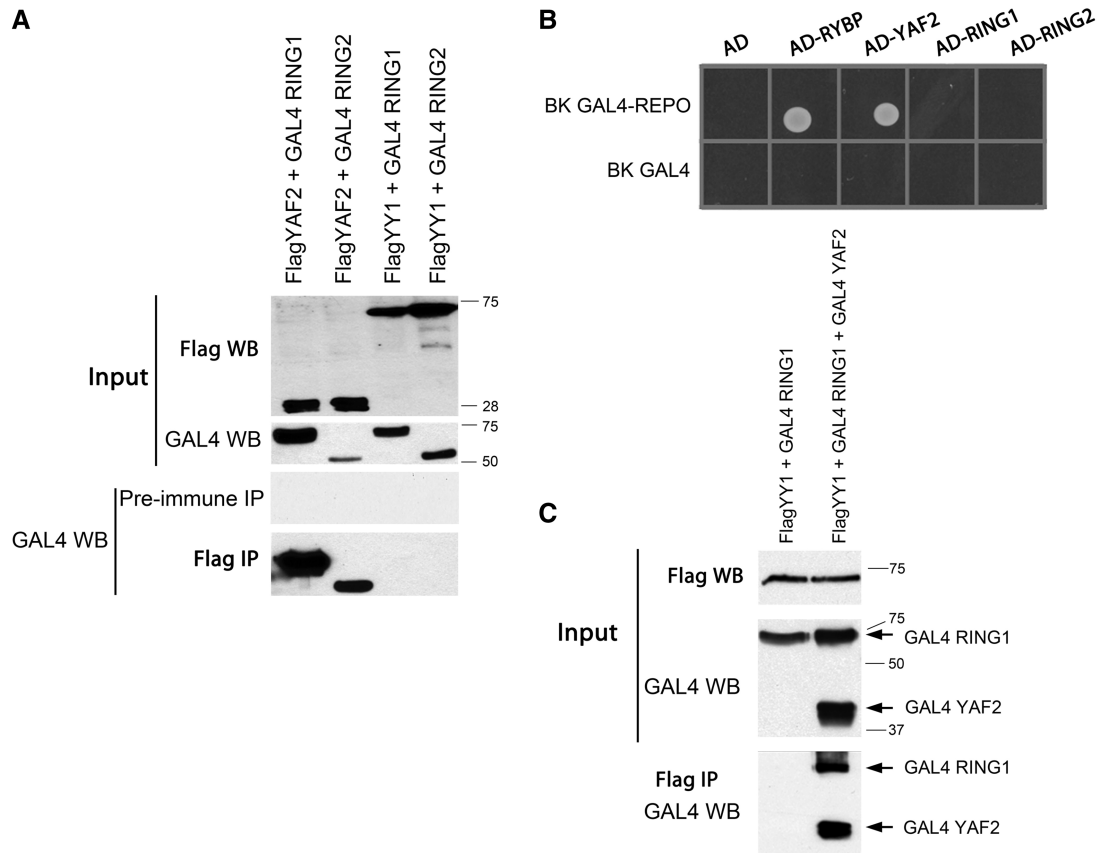 A
FlagYAF2 + GAL4 RING1
FlagYAF2 + GAL4 RING2
FlagYY1 + GAL4 RING1
FlagYY1 + GAL4 RING2
Input
Flag WB
75
28
GAL4 WB
75
50
GAL4 WB
Pre-immune IP
Flag IP
B
AD
AD-RYBP
AD-YAF2
AD-RING1
AD-RING2
BK GAL4-REPO
BK GAL4
C
FlagYY1 + GAL4 RING1
FlagYY1 + GAL4 RING1 + GAL4 YAF2
Input
Flag WB
75
GAL4 WB
75
GAL4 RING1
50
GAL4 YAF2
37
Flag IP
GAL4 WB
GAL4 RING1
GAL4 YAF2